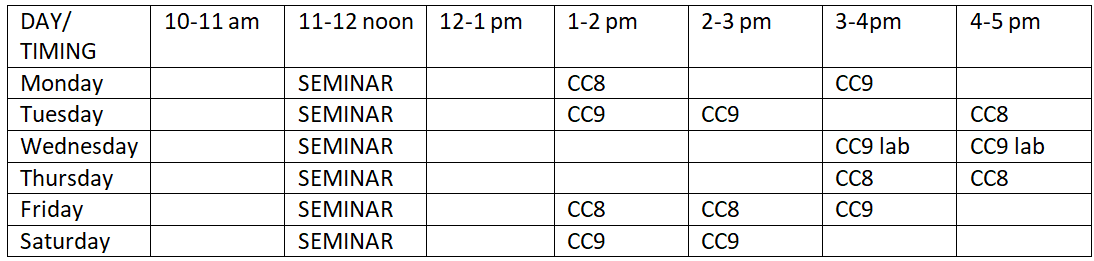 DAY/ 10-11 am 11-12 noon 12-1 pm 1-2 pm 2-3 pm 3-4pm 4-5 pm
TIMING
Monday SEMINAR CC8 CC9
Tuesday SEMINAR CC9 CC9 CC8
Wednesday SEMINAR CC9 lab CC9 lab
Thursday SEMINAR CC8 CC8
Friday SEMINAR CC8 CC8 CC9
Saturday SEMINAR CC9 CC9